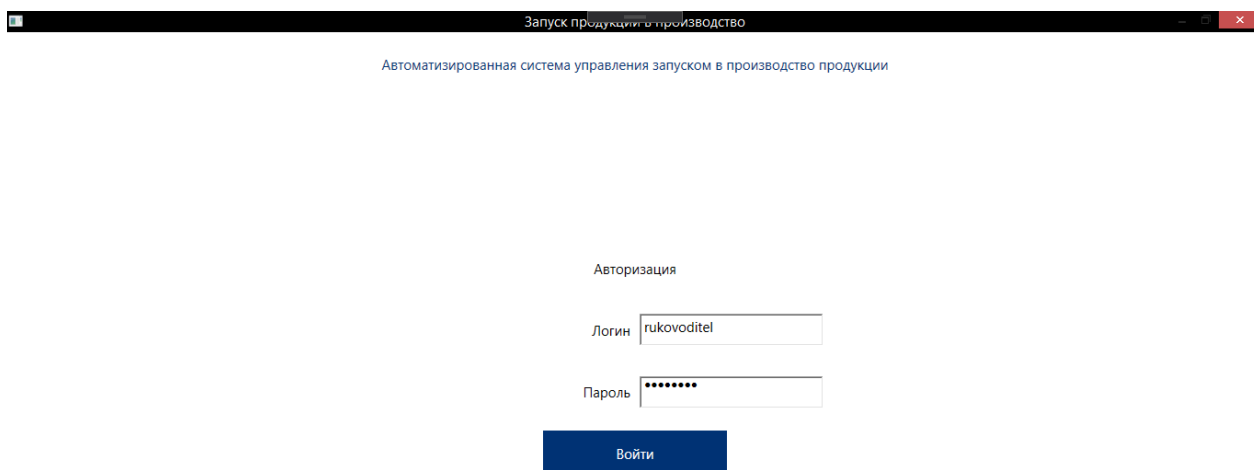 Запуск продукции в производство
Автоматизированная система управления запуском в производство продукции
Авторизация
Логин rukovoditel
Пароль ••••••••
Войти